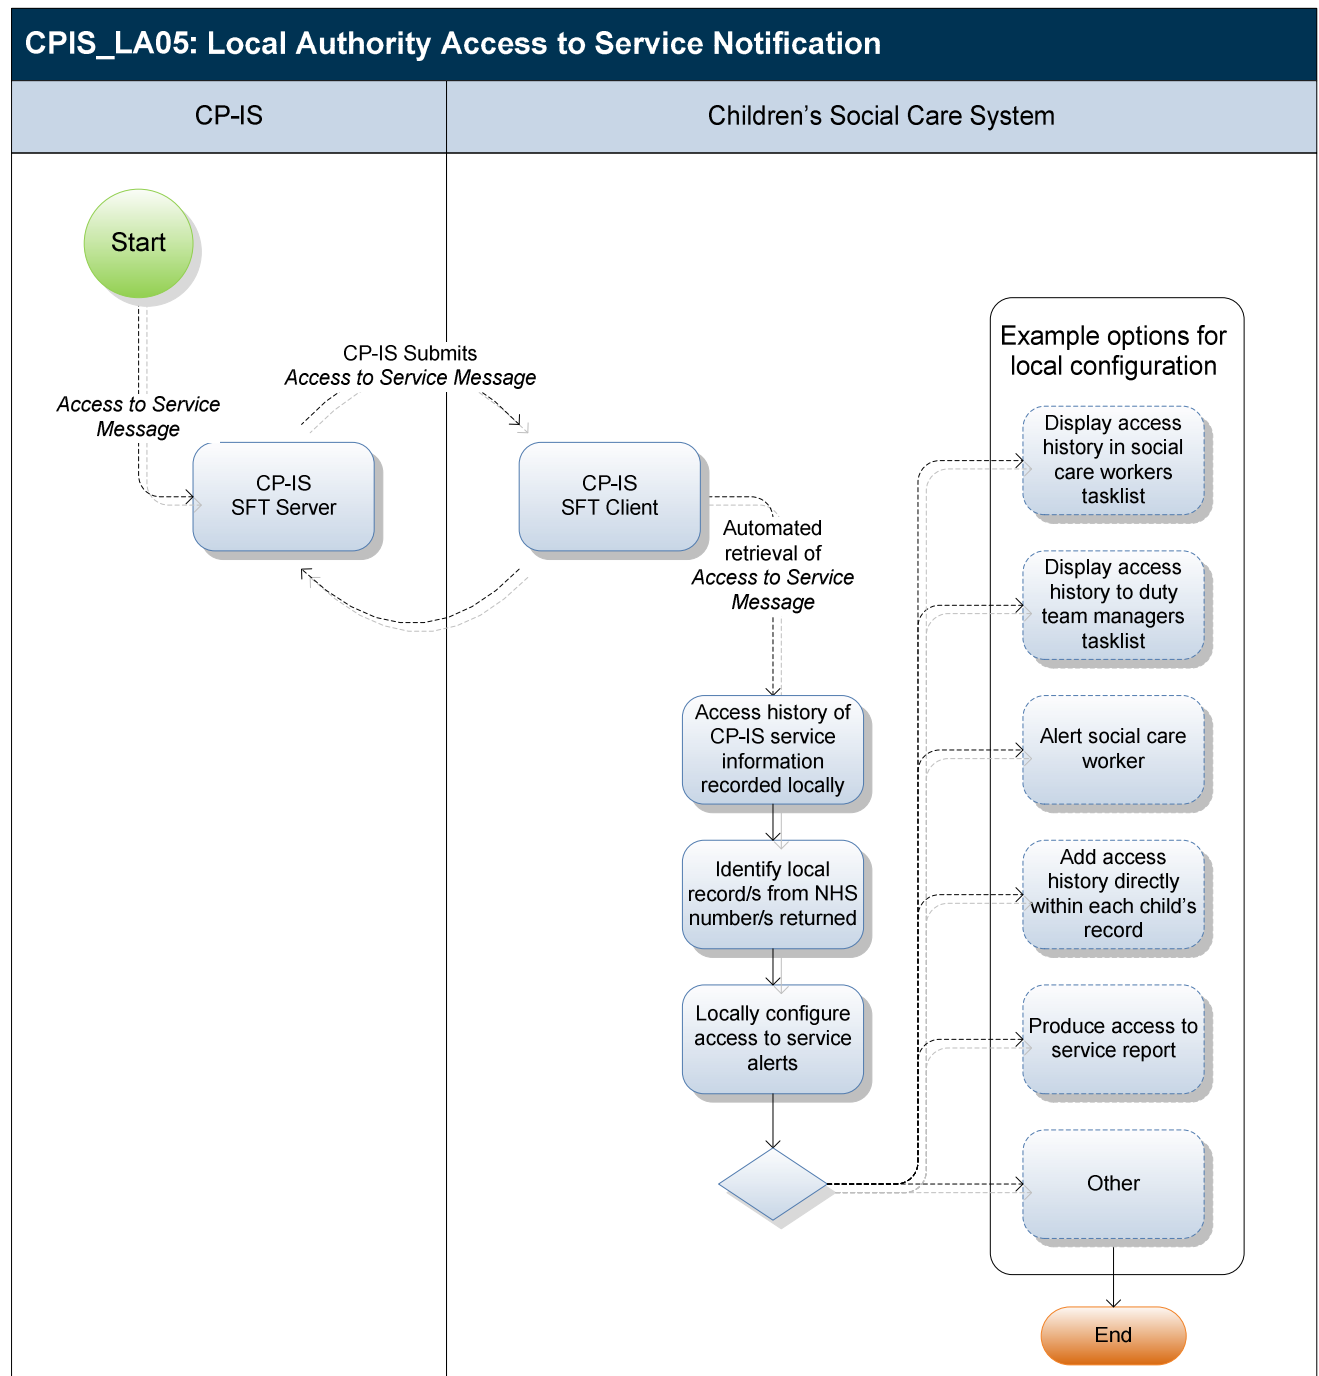 CPIS_LA05: Local Authority Access to Service Notification
CP-IS
Children's Social Care System
Start
Access to Service
Message
CP-IS Submits
Access to Service Message
CP-IS
SFT Server
CP-IS
SFT Client
Automated
retrieval of
Access to Service
Message
Access history of
CP-IS service
information
recorded locally
Identify local
record/s from NHS
number/s returned
Locally configure
access to service
alerts
Example options for
local configuration
Display access
history in social
care workers
tasklist
Display access
history to duty
team managers
tasklist
Alert social care
worker
Add access
history directly
within each child's
record
Produce access to
service report
Other
End